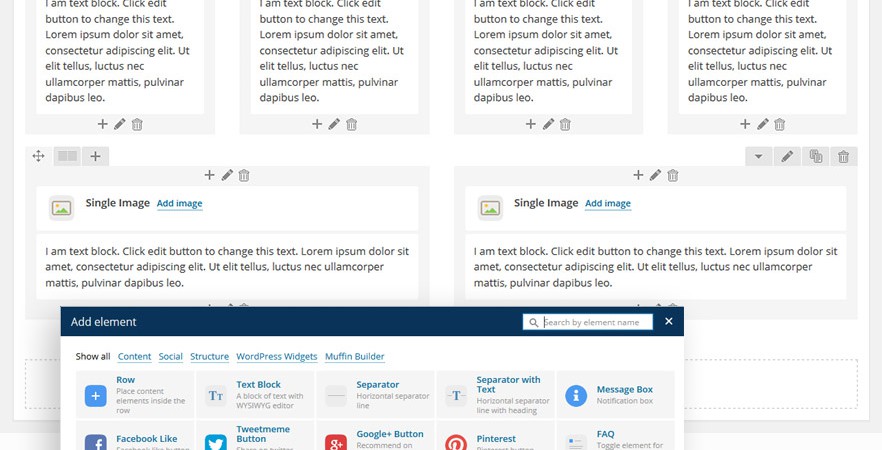 I am text block. Click edit
button to change this text.
Lorem ipsum dolor sit amet,
consectetur adipiscing elit. Ut
elit tellus, luctus nec
ullamcorper mattis, pulvinar
dapibus leo.
I am text block. Click edit
button to change this text.
Lorem ipsum dolor sit amet,
consectetur adipiscing elit. Ut
elit tellus, luctus nec
ullamcorper mattis, pulvinar
dapibus leo.
I am text block. Click edit
button to change this text.
Lorem ipsum dolor sit amet,
consectetur adipiscing elit. Ut
elit tellus, luctus nec
ullamcorper mattis, pulvinar
dapibus leo.
I am text block. Click edit
button to change this text.
Lorem ipsum dolor sit amet,
consectetur adipiscing elit. Ut
elit tellus, luctus nec
ullamcorper mattis, pulvinar
dapibus leo.
Single Image Add image
I am text block. Click edit button to change this text. Lorem ipsum dolor sit
amet, consectetur adipiscing elit. Ut elit tellus, luctus nec ullamcorper
mattis, pulvinar dapibus leo.
Single Image Add image
I am text block. Click edit button to change this text. Lorem ipsum dolor sit
amet, consectetur adipiscing elit. Ut elit tellus, luctus nec ullamcorper
mattis, pulvinar dapibus leo.
Add element
Search by element name
Show all Content Social Structure WordPress Widgets Muffin Builder
Row
Place content
elements inside the
row
Text Block
A block of text with
WYSIWYG editor
Separator
Horizontal separator
line
Separator with
Text
Horizontal separator
line with heading
Message Box
Notification box
Facebook Like
Facebook like button
Tweetmeme
Button
Share on twitter
Google+ Button
Recommend on
Pinterest
Pinterest button
FAQ
Toggle element for